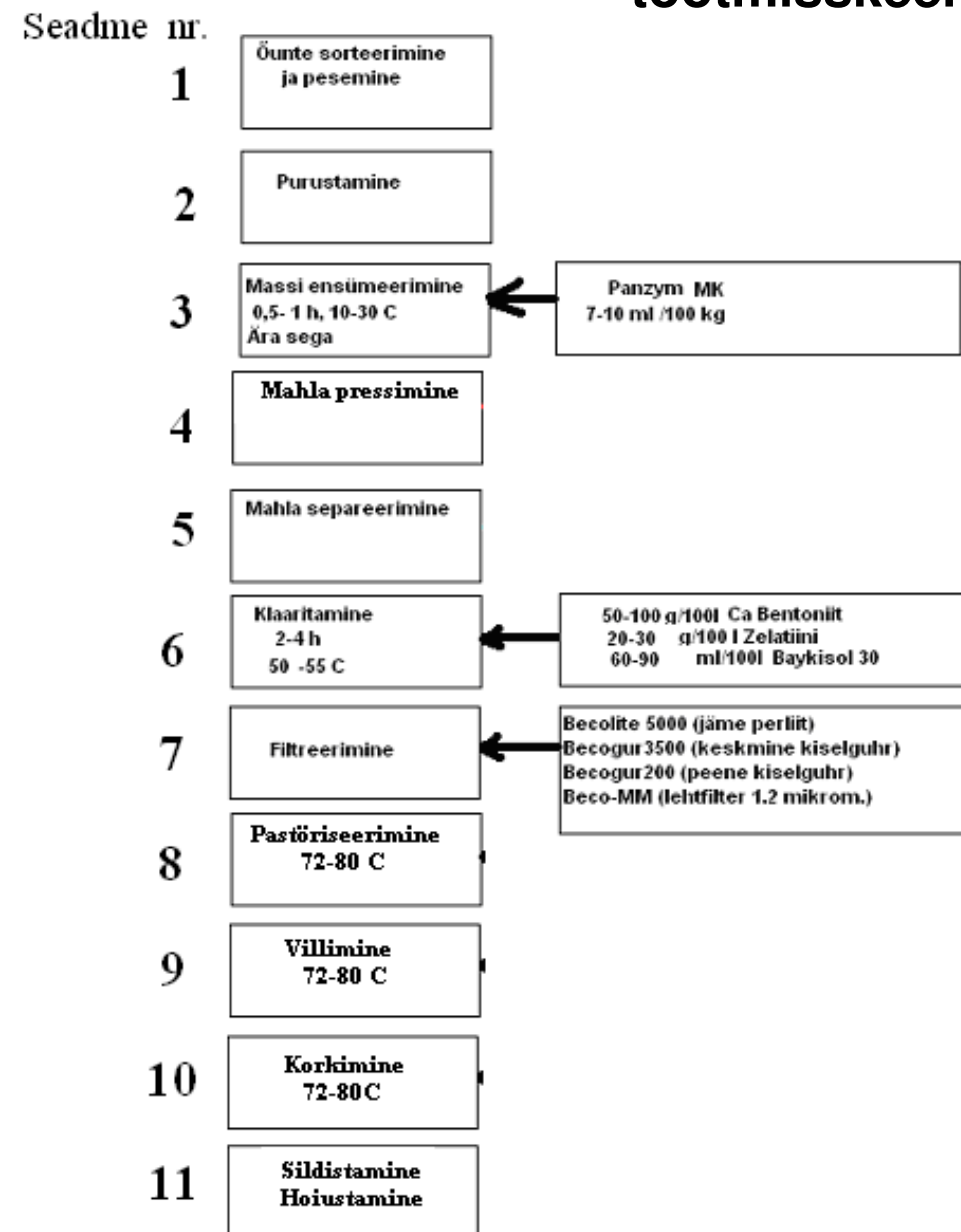 Seadme nr.
1
Õunte sorteerimine
ja pesemine
2
Purustamine
3
Massi ensümeerimine
0,5- 1 h, 10-30 C
Ära sega
Panzym MK
7-10 ml /100 kg
4
Mahla pressimine
5
Mahla separeerimine
6
Klaaritamine
2-4 h
50 -55 C
50-100 g/100l Ca Bentoniit
20-30 g/100 l Zelatiini
60-90 ml/100l Baykisol 30
7
Filtreerimine
Becolite 5000 (jäme perliit)
Becogur3500 (keskmine kiselguhr)
Becogur200 (peene kiselguhr)
Beco-MM (lehtfilter 1.2 mikrom.)
8
Pastöriseerimine
72-80 C
9
Villimine
72-80 C
10
Korkimine
72-80C
11
Sildistamine
Hoiustamine